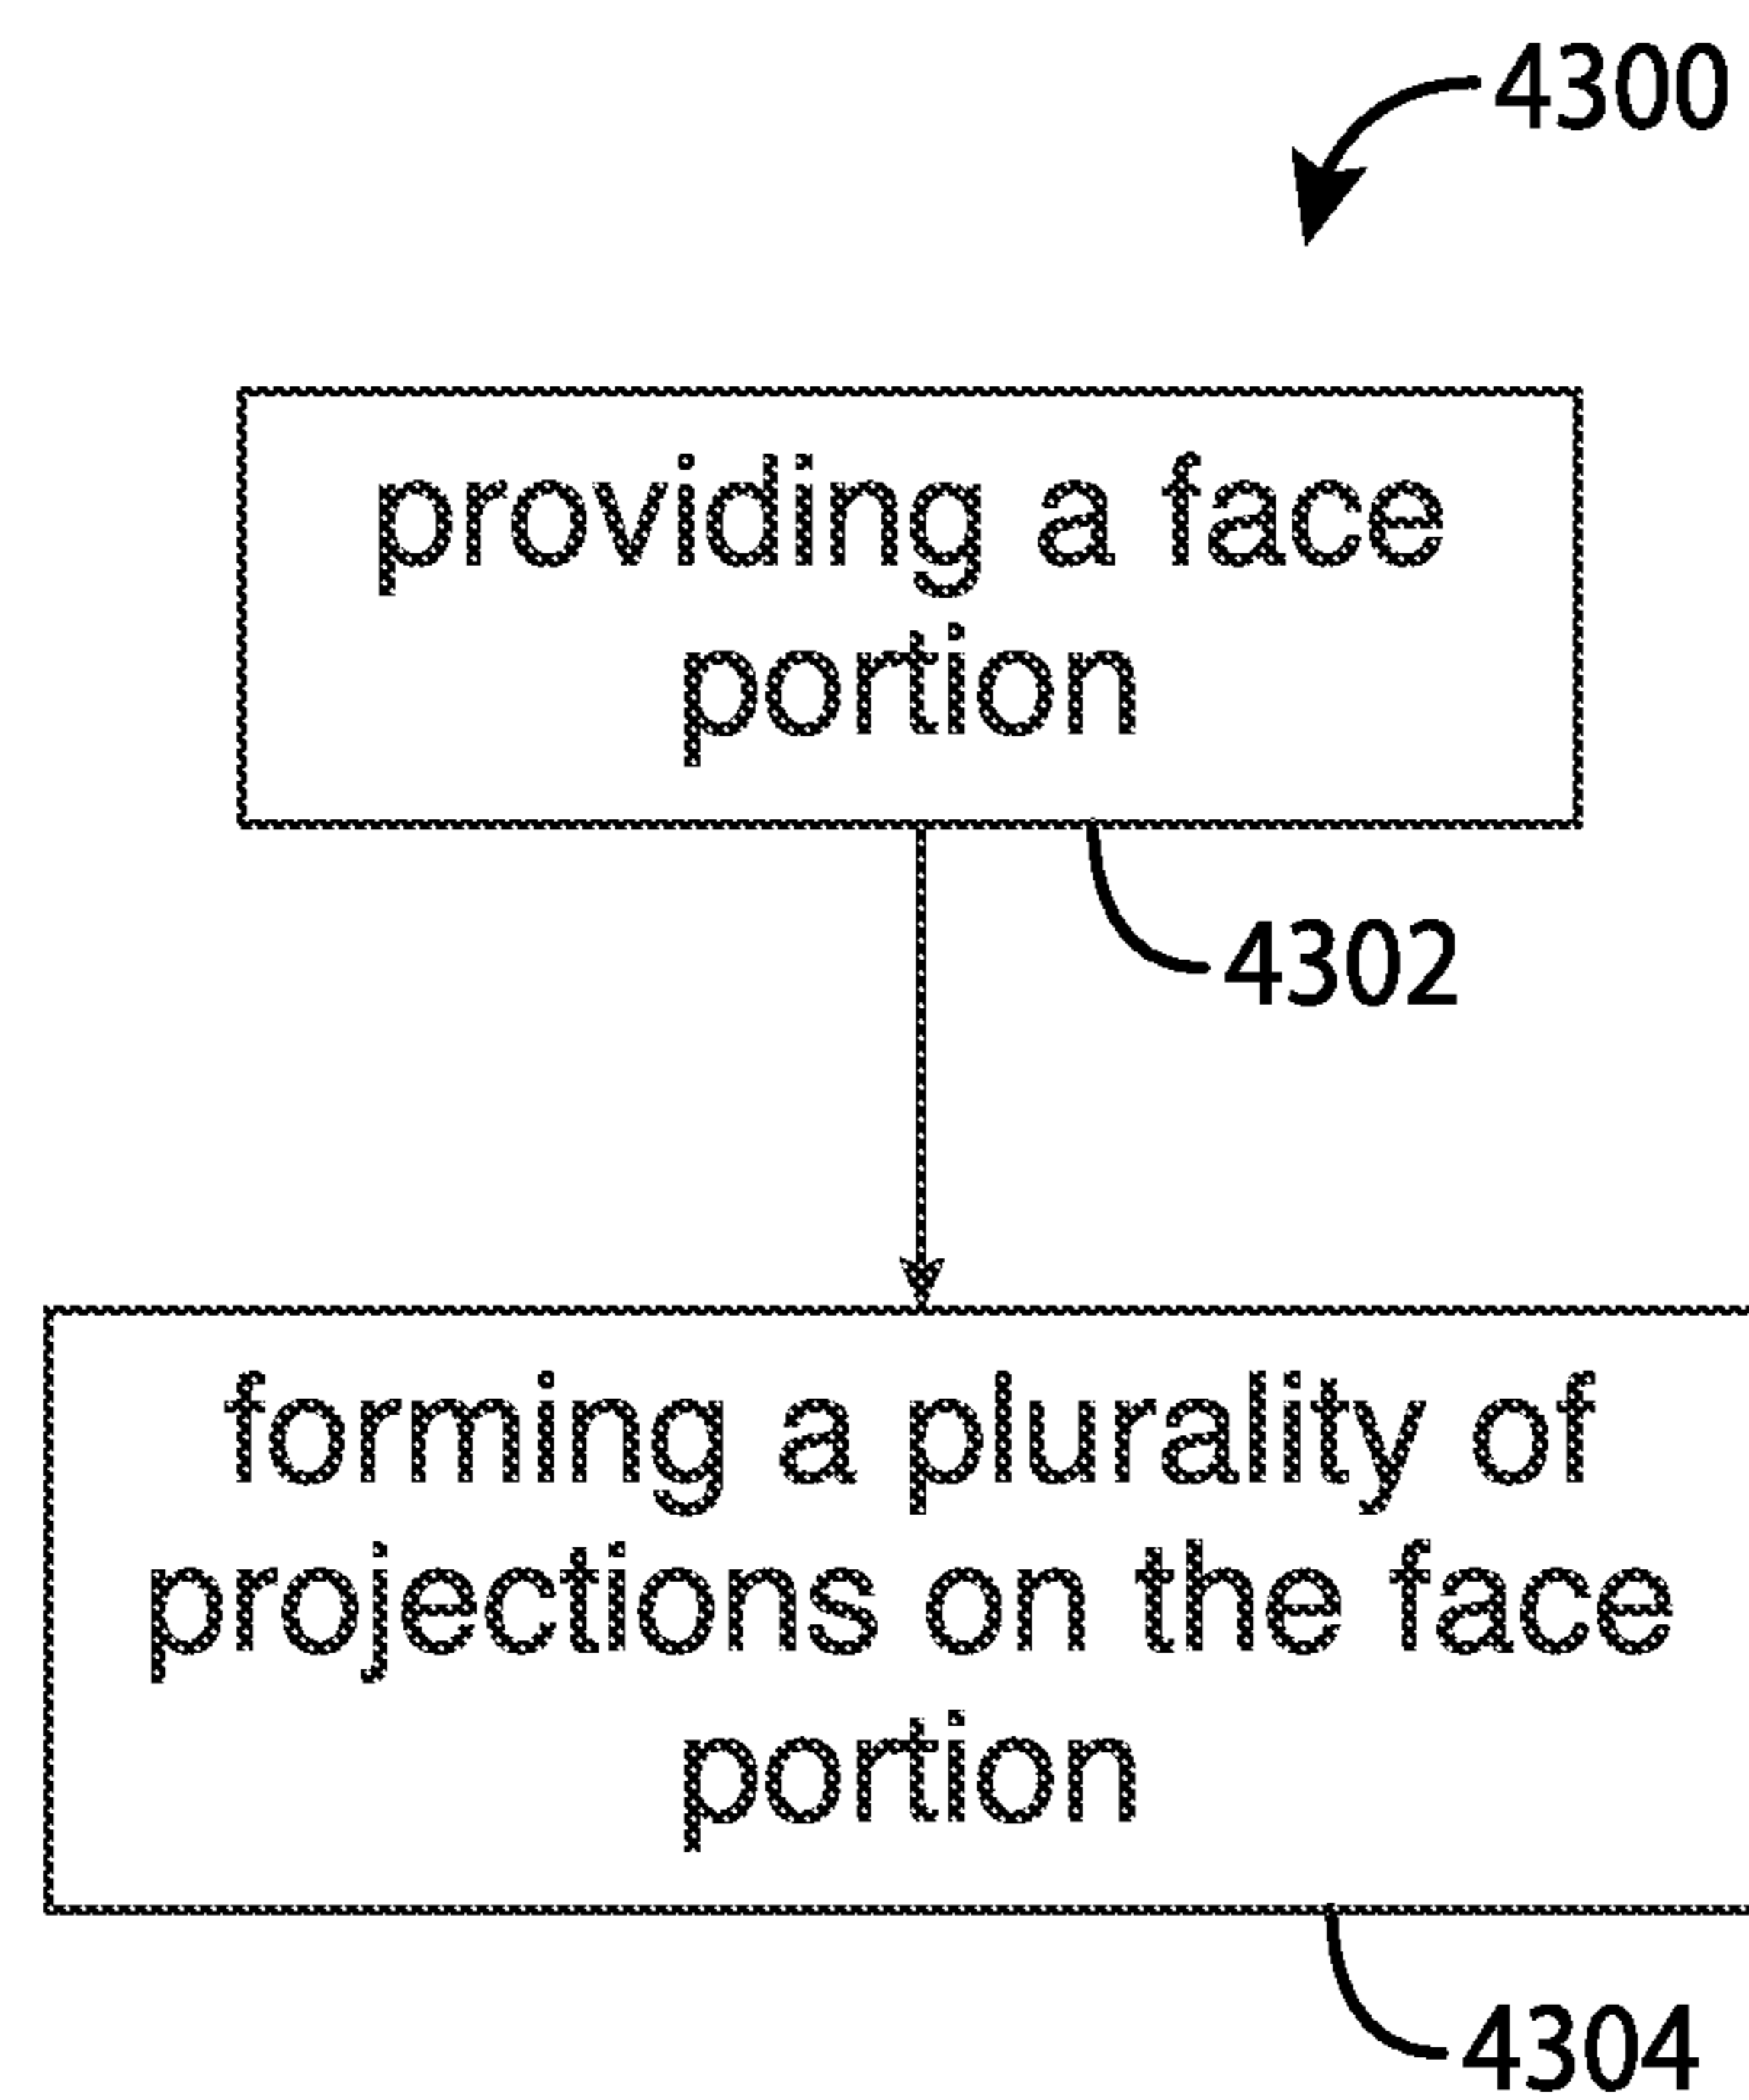 4300
providing a face
portion
4302
forming a plurality of
projections on the face
portion
4304